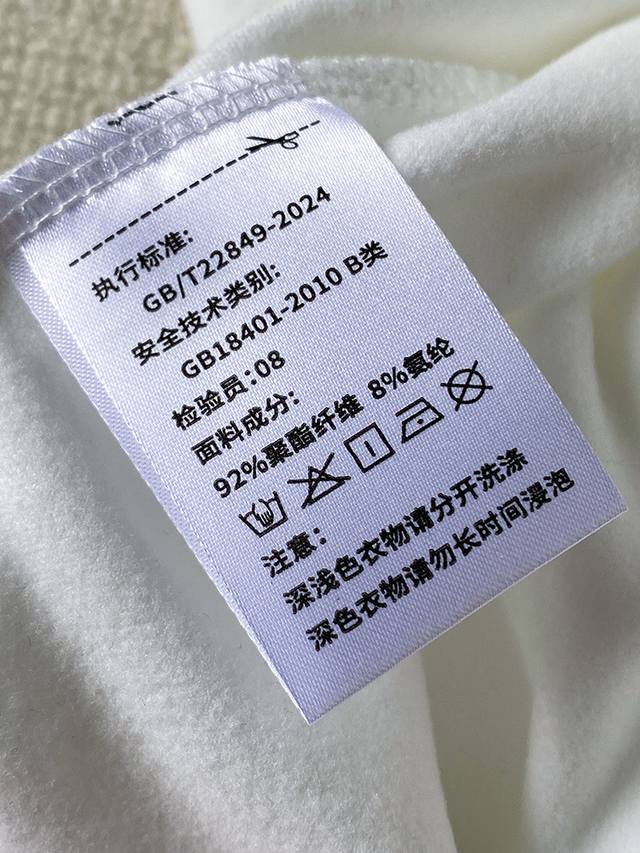 执行标准:
GB/T22849-2024
安全技术类别:
GB18401-2010 B类
检验员:08
面料成分:
92%聚酯纤维 8%氨纶
注意:
深浅色衣物请分开洗涤
深色衣物请勿长时间浸泡